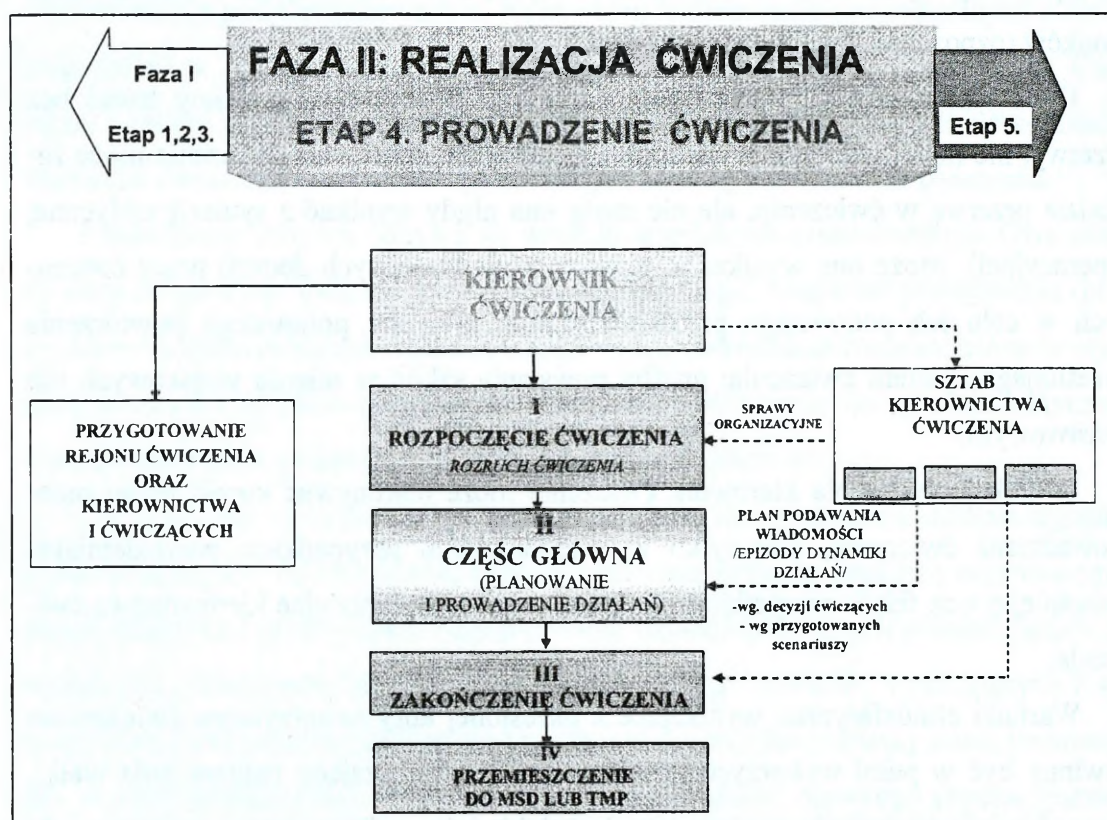 FAZA II: REALIZACJA ĆWICZENIA
Faza I
Etap 1,2,3.
ETAP 4. PROWADZENIE ĆWICZENIA
Etap 5.
KIEROWNIK
ĆWICZENIA
PRZYGOTOWANIE
REJONU ĆWICZENIA
ORAZ
KIEROWNICTWA
I ĆWICZĄCYCH
I
ROZPOCZĘCIE ĆWICZENIA
ROZRUCH ĆWICZENIA
SPRAWY
ORGANIZACYJNE
SZTAB
KIEROWNICTWA
ĆWICZENIA
II
CZĘŚC GŁÓWNA
(PLANOWANIE
I PROWADZENIE DZIAŁAŃ)
PLAN PODAWANIA
WIADOMOŚCI
/EPIZODY DYNAMIKI
DZIAŁAŃ/
-wg. decyzji ćwiczących
- wg przygotowanych
scenariuszy
III
ZAKOŃCZENIE ĆWICZENIA
IV
PRZEMIESZCZENIE
DO MSD LUB TMP